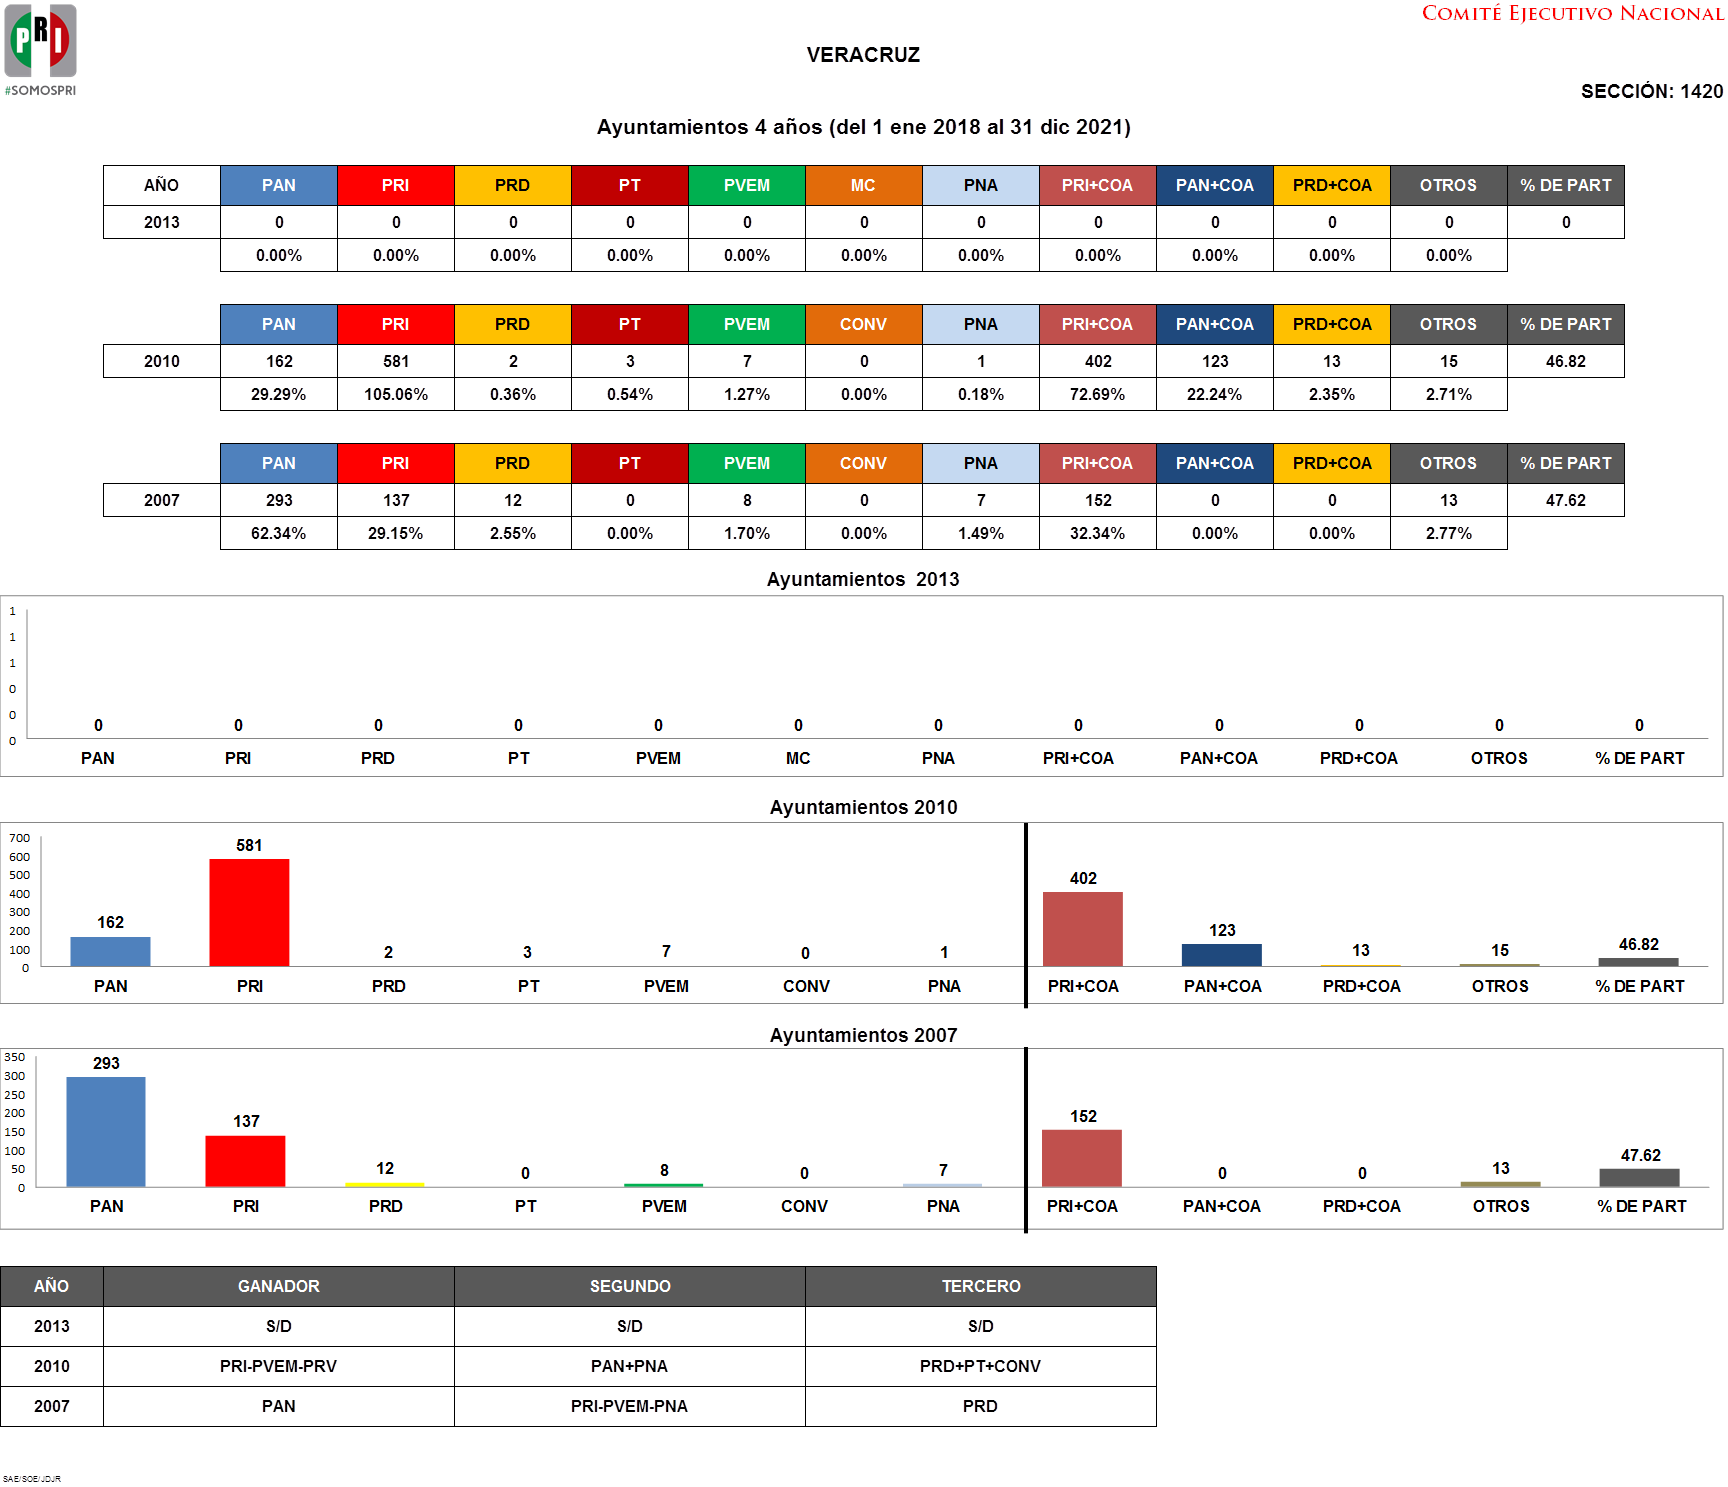 PRI
#SOMOSPRI
COMITÉ EJECUTIVO NACIONAL
VERACRUZ
SECCIÓN: 1420
Ayuntamientos 4 años (del 1 ene 2018 al 31 dic 2021)
AÑO PAN PRI PRD PT PVEM MC PNA PRI+COA PAN+COA PRD+COA OTROS % DE PART
2013 0 0 0 0 0 0 0 0 0 0 0 0
0.00% 0.00% 0.00% 0.00% 0.00% 0.00% 0.00% 0.00% 0.00% 0.00% 0.00%
PAN PRI PRD PT PVEM CONV PNA PRI+COA PAN+COA PRD+COA OTROS % DE PART
2010 162 581 2 3 7 0 1 402 123 13 15 46.82
29.29% 105.06% 0.36% 0.54% 1.27% 0.00% 0.18% 72.69% 22.24% 2.35% 2.71%
PAN PRI PRD PT PVEM CONV PNA PRI+COA PAN+COA PRD+COA OTROS % DE PART
2007 293 137 12 0 8 0 7 152 0 0 13 47.62
62.34% 29.15% 2.55% 0.00% 1.70% 0.00% 1.49% 32.34% 0.00% 0.00% 2.77%
Ayuntamientos 2013
1
1
1
0
0
0
0 0 0 0 0 0 0 0 0 0 0 0
PAN PRI PRD PT PVEM MC PNA PRI+COA PAN+COA PRD+COA OTROS % DE PART
Ayuntamientos 2010
700
600
500
400
300
200
100
0
162 581 2 3 7 0 1 402 123 13 15 46.82
PAN PRI PRD PT PVEM CONV PNA PRI+COA PAN+COA PRD+COA OTROS % DE PART
Ayuntamientos 2007
350
300
250
200
150
100
50
0
293 137 12 0 8 0 7 152 0 0 13 47.62
PAN PRI PRD PT PVEM CONV PNA PRI+COA PAN+COA PRD+COA OTROS % DE PART
AÑO GANADOR SEGUNDO TERCERO
2013 S/D S/D S/D
2010 PRI-PVEM-PRV PAN+PNA PRD+PT+CONV
2007 PAN PRI-PVEM-PNA PRD
SAE/SOE/JDJR